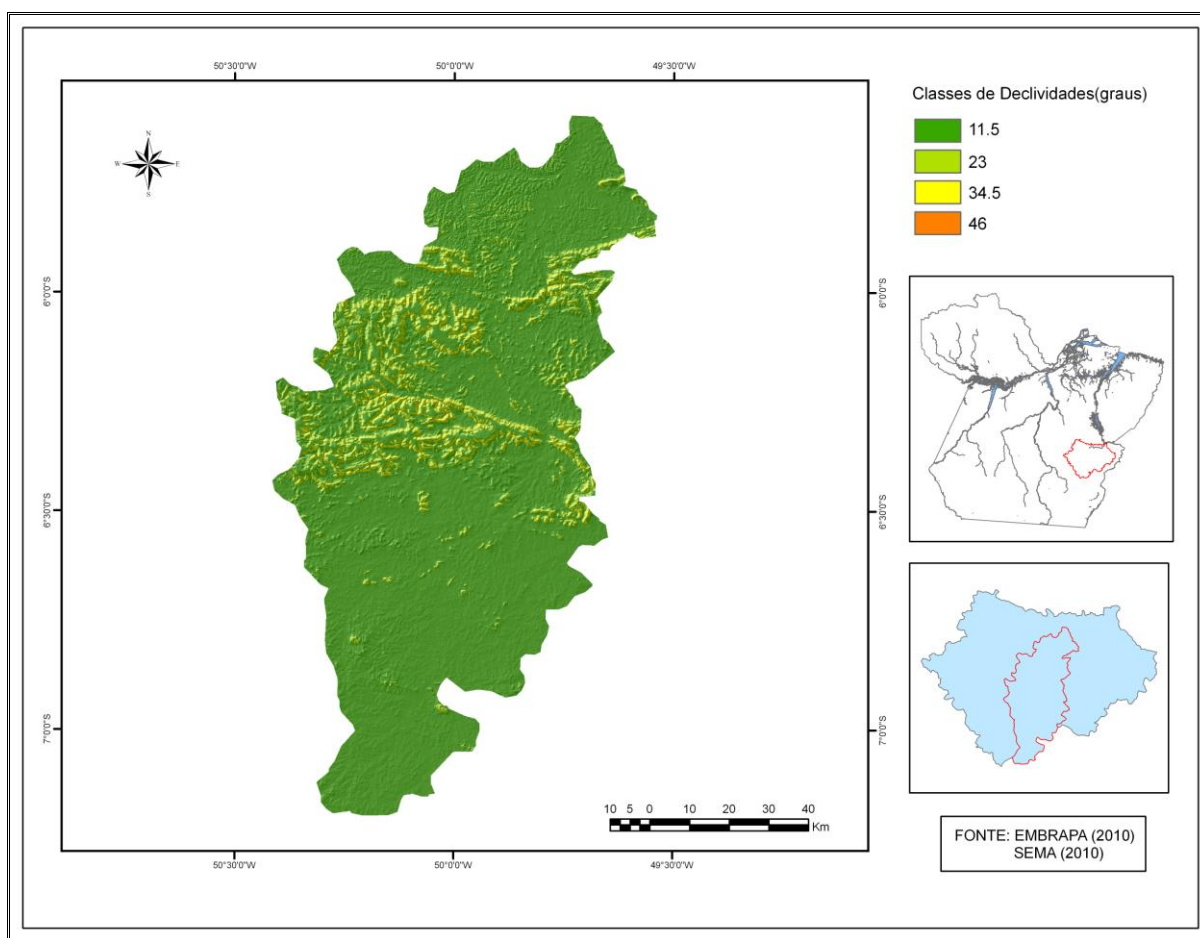 50°30'0"W 50°0'0"W 49°30'0"W
N
W E
S
6°0'0"S 6°0'0"S
6°30'0"S 6°30'0"S
7°0'0"S 7°0'0"S
10 5 0 10 20 30 40
Km
50°30'0"W 50°0'0"W 49°30'0"W
Classes de Declividades(graus)
11.5
23
34.5
46
FONTE: EMBRAPA (2010)
SEMA (2010)